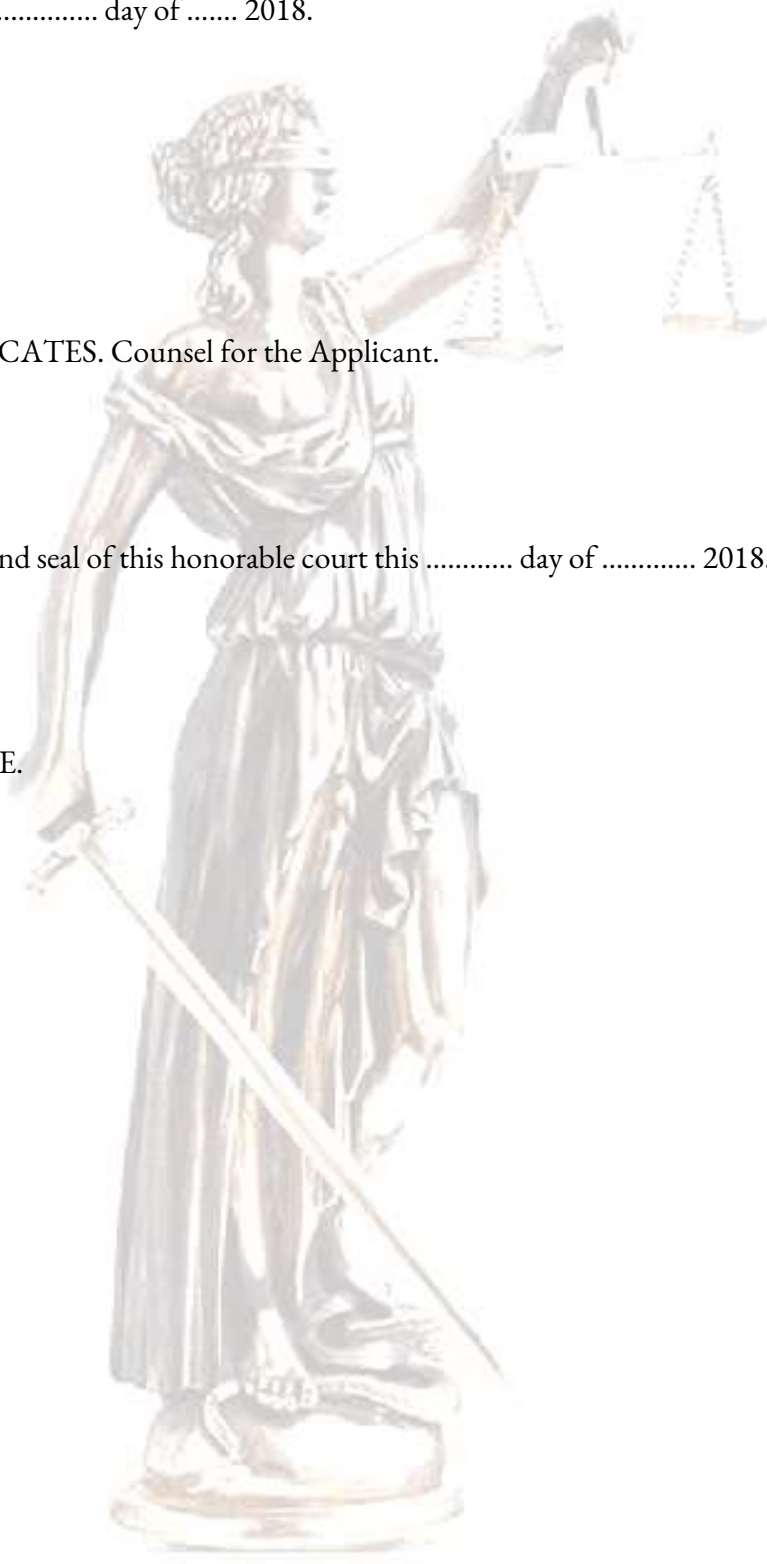 ............. day of ....... 2018.
CATES. Counsel for the Applicant.
nd seal of this honorable court this ........... day of ............ 2018.
E.